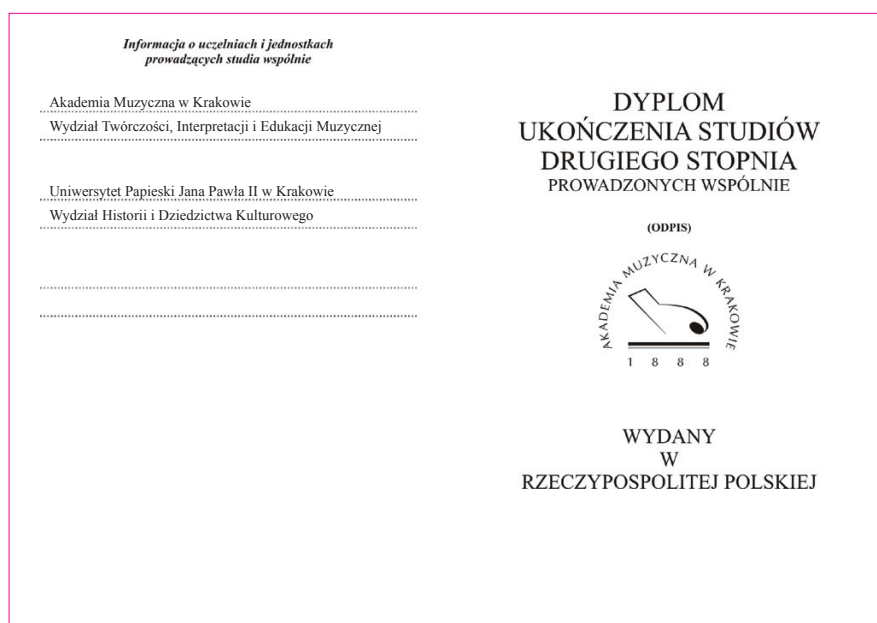 Informacja o uczelniach i jednostkach
prowadzących studia wspólnie
Akademia Muzyczna w Krakowie
Wydział Twórczości, Interpretacji i Edukacji Muzycznej
Uniwersytet Papieski Jana Pawła II w Krakowie
Wydział Historii i Dziedzictwa Kulturowego
DYPLOM
UKOŃCZENIA STUDIÓW
DRUGIEGO STOPNIA
PROWADZONYCH WSPÓLNIE
(ODPIS)
AKADEMIA MUZYCZNA W KRAKOWIE
1 8 8 8
WYDANY
W
RZECZYPOSPOLITEJ POLSKIEJ